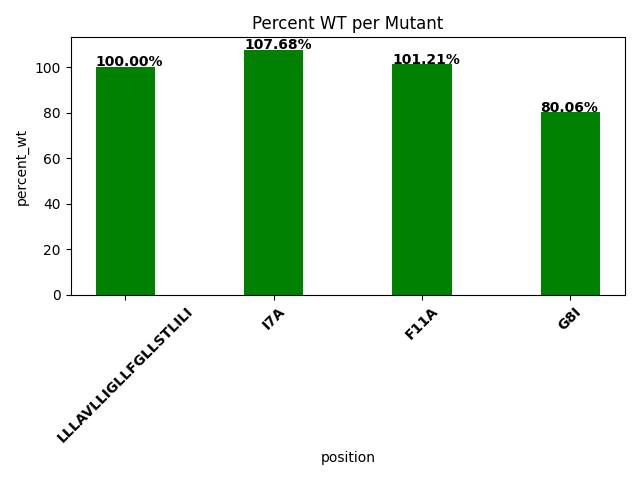 Percent WT per Mutant
100.00%
107.68%
101.21%
80.06%
percent_wt
100
80
60
40
20
0
LLLAVLLIGLLFGLLSTLILI
I7A
F11A
G8I
position